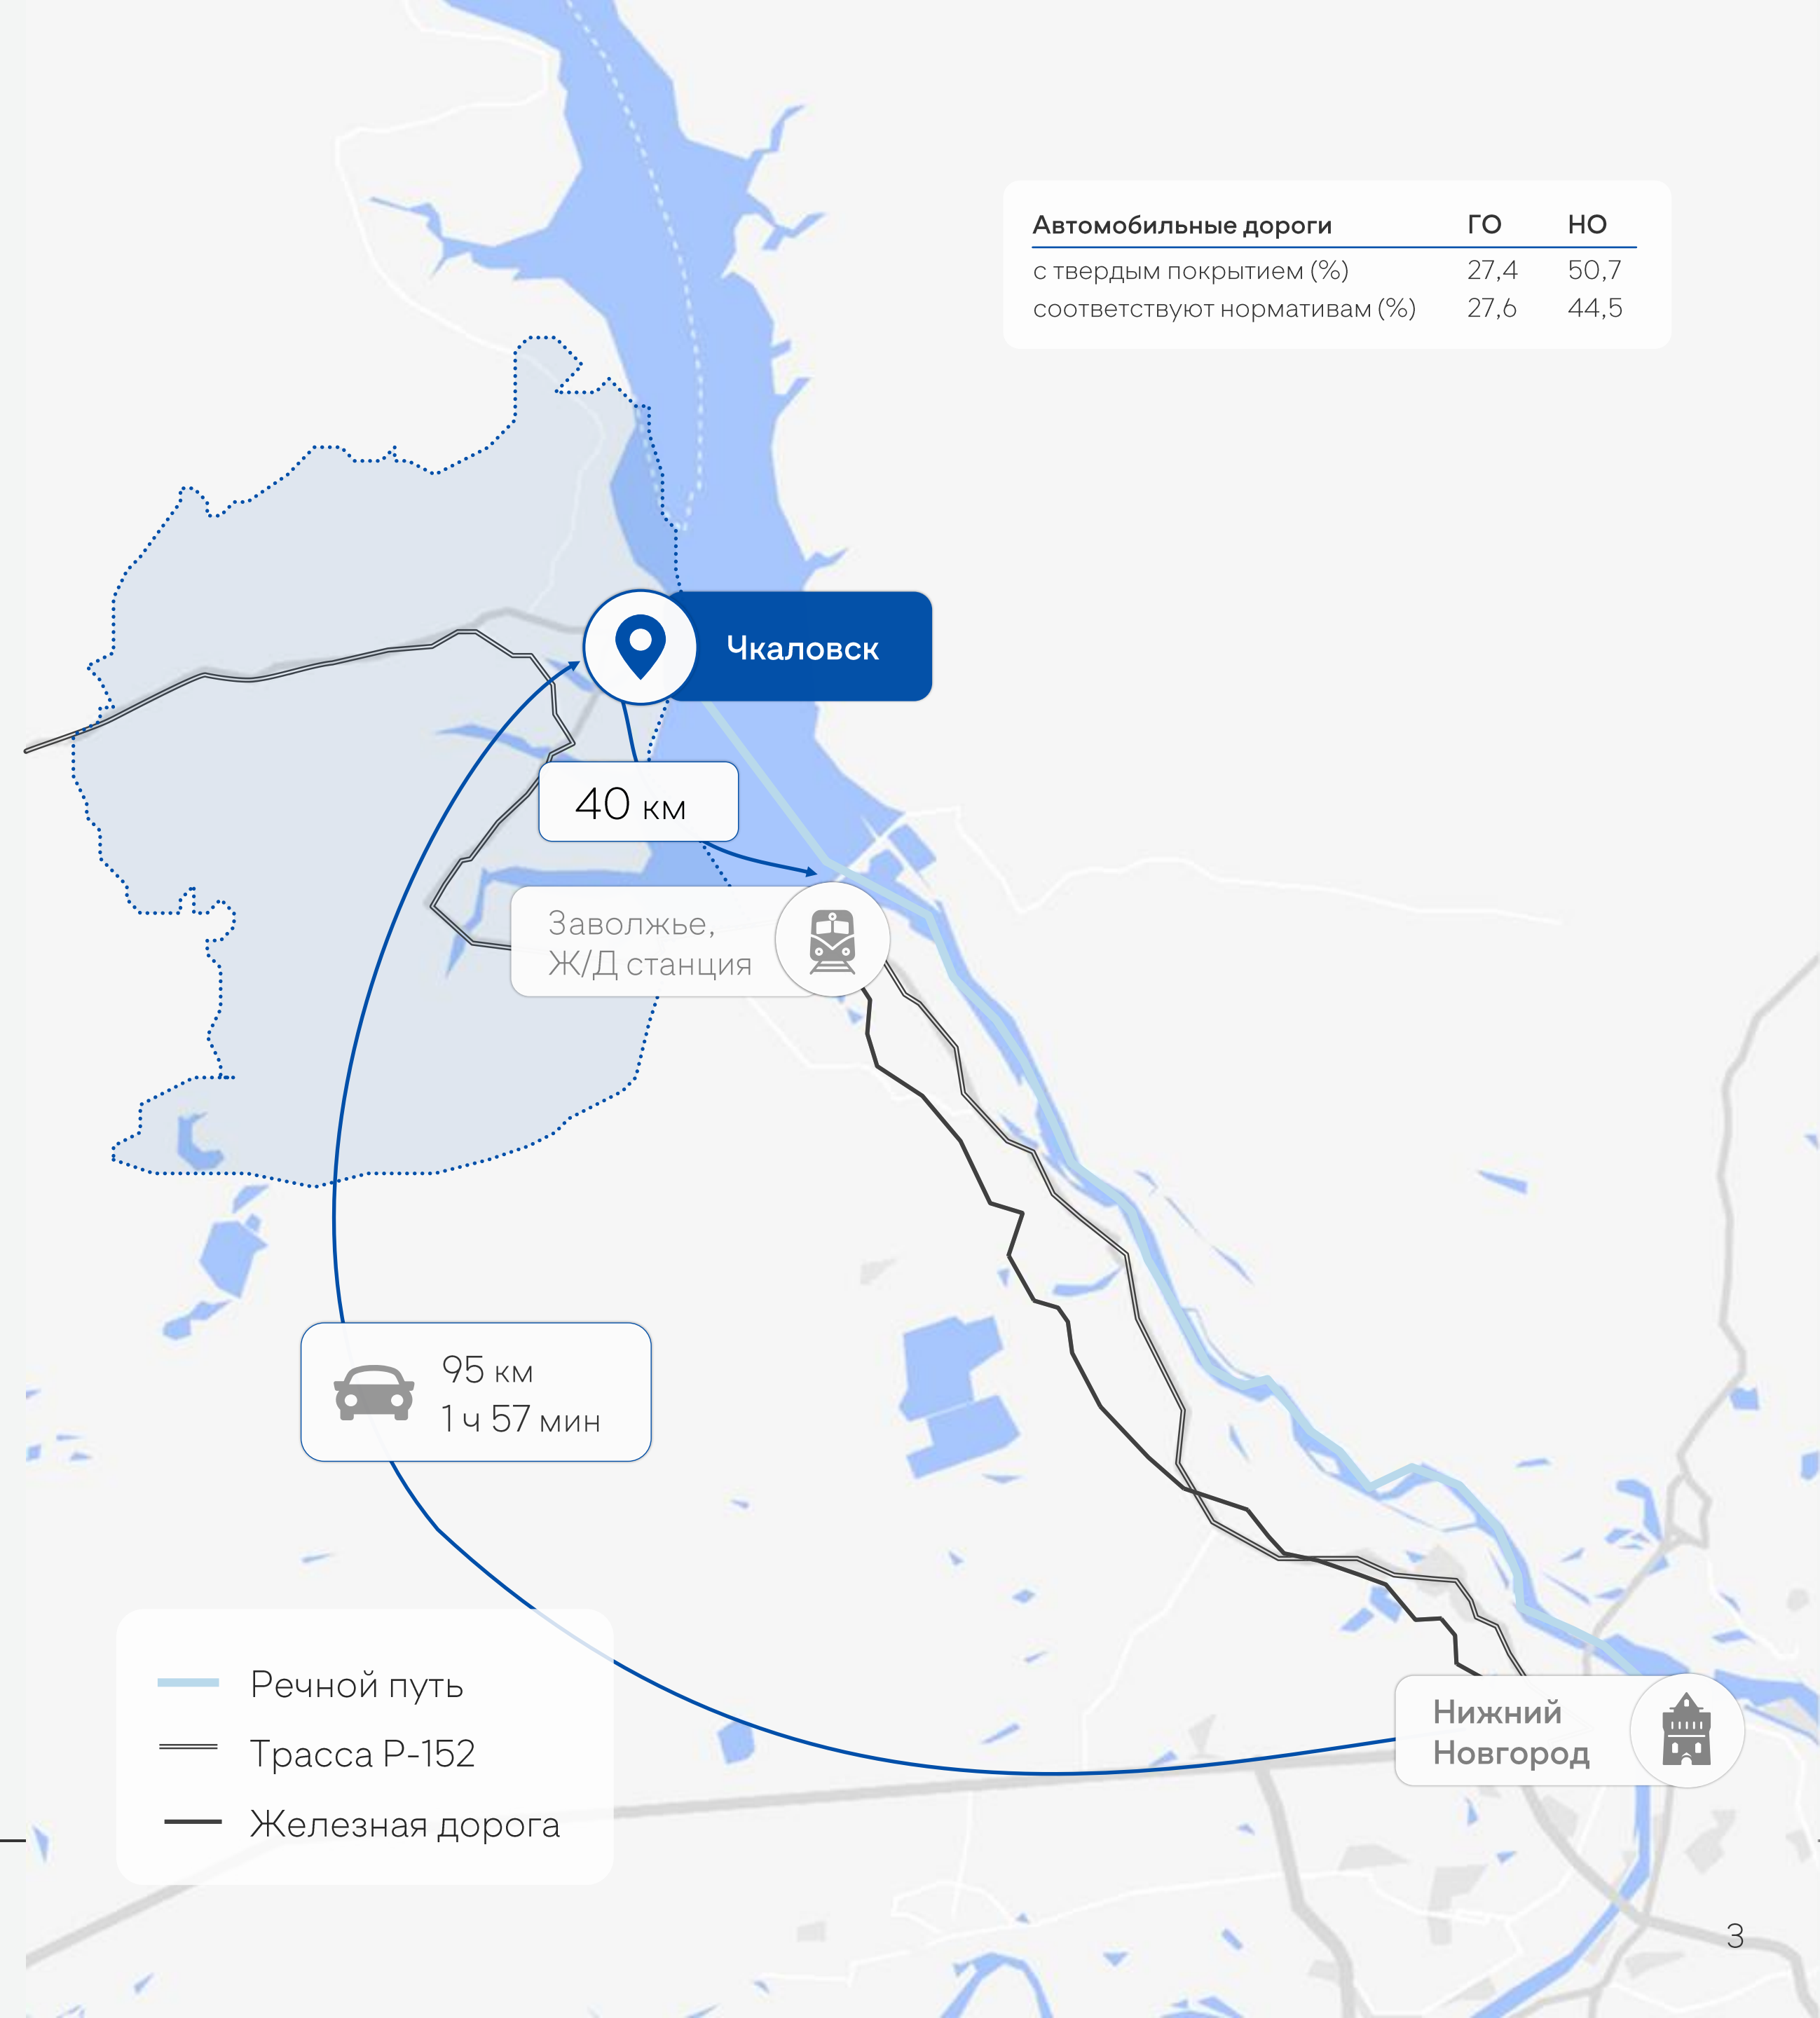 Автомобильные дороги ГО НО
с твердым покрытием (%) 27,4 50,7
соответствуют нормативам (%) 27,6 44,5
Чкаловск
40 км
Заволжье,
Ж/Д станция
95 км
1 ч 57 мин
Речной путь
Трасса Р-152
Железная дорога
Нижний
Новгород
3